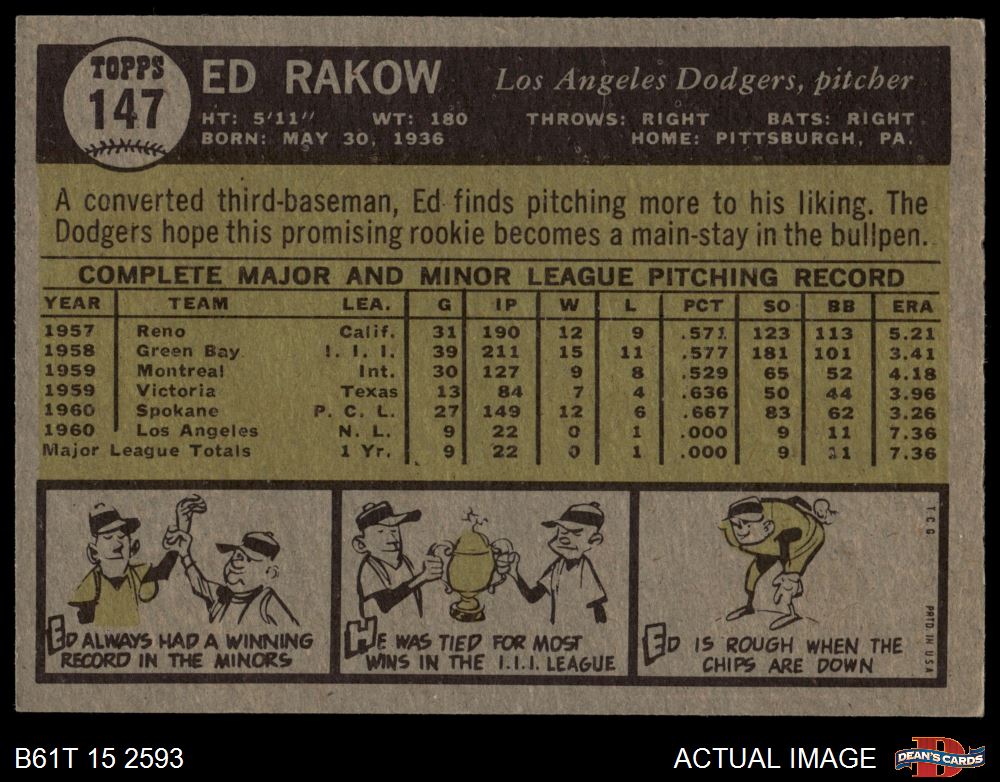 TOPPS
147
ED RAKOW
Los Angeles Dodgers, pitcher
HT: 5'11" WT: 180 THROWS: RIGHT BATS: RIGHT
BORN: MAY 30, 1936 HOME: PITTSBURGH, PA.
A converted third-baseman, Ed finds pitching more to his liking. The
Dodgers hope this promising rookie becomes a main-stay in the bullpen.
COMPLETE MAJOR AND MINOR LEAGUE PITCHING RECORD
YEAR TEAM LEA. G IP W L PCT SO BB ERA
1957 Reno Calif. 31 190 12 9 .571 123 113 5.21
1958 Green Bay I. I. I. 39 211 15 11 .577 181 101 3.41
1959 Montreal Int. 30 127 9 8 .529 65 52 4.18
1959 Victoria Texas 13 84 7 4 .636 50 44 3.96
1960 Spokane P. C. L. 27 149 12 6 .667 83 62 3.26
1960 Los Angeles N. L. 9 22 0 1 .000 9 11 7.36
Major League Totals 1 Yr. 9 22 0 1 .000 9 11 7.36
ED ALWAYS HAD A WINNING
RECORD IN THE MINORS
HE WAS TIED FOR MOST
WINS IN THE I.I.I. LEAGUE
ED IS ROUGH WHEN THE
CHIPS ARE DOWN
T.C.G.
PRTD IN USA
B61T 15 2593
ACTUAL IMAGE
D
DEAN'S CARDS